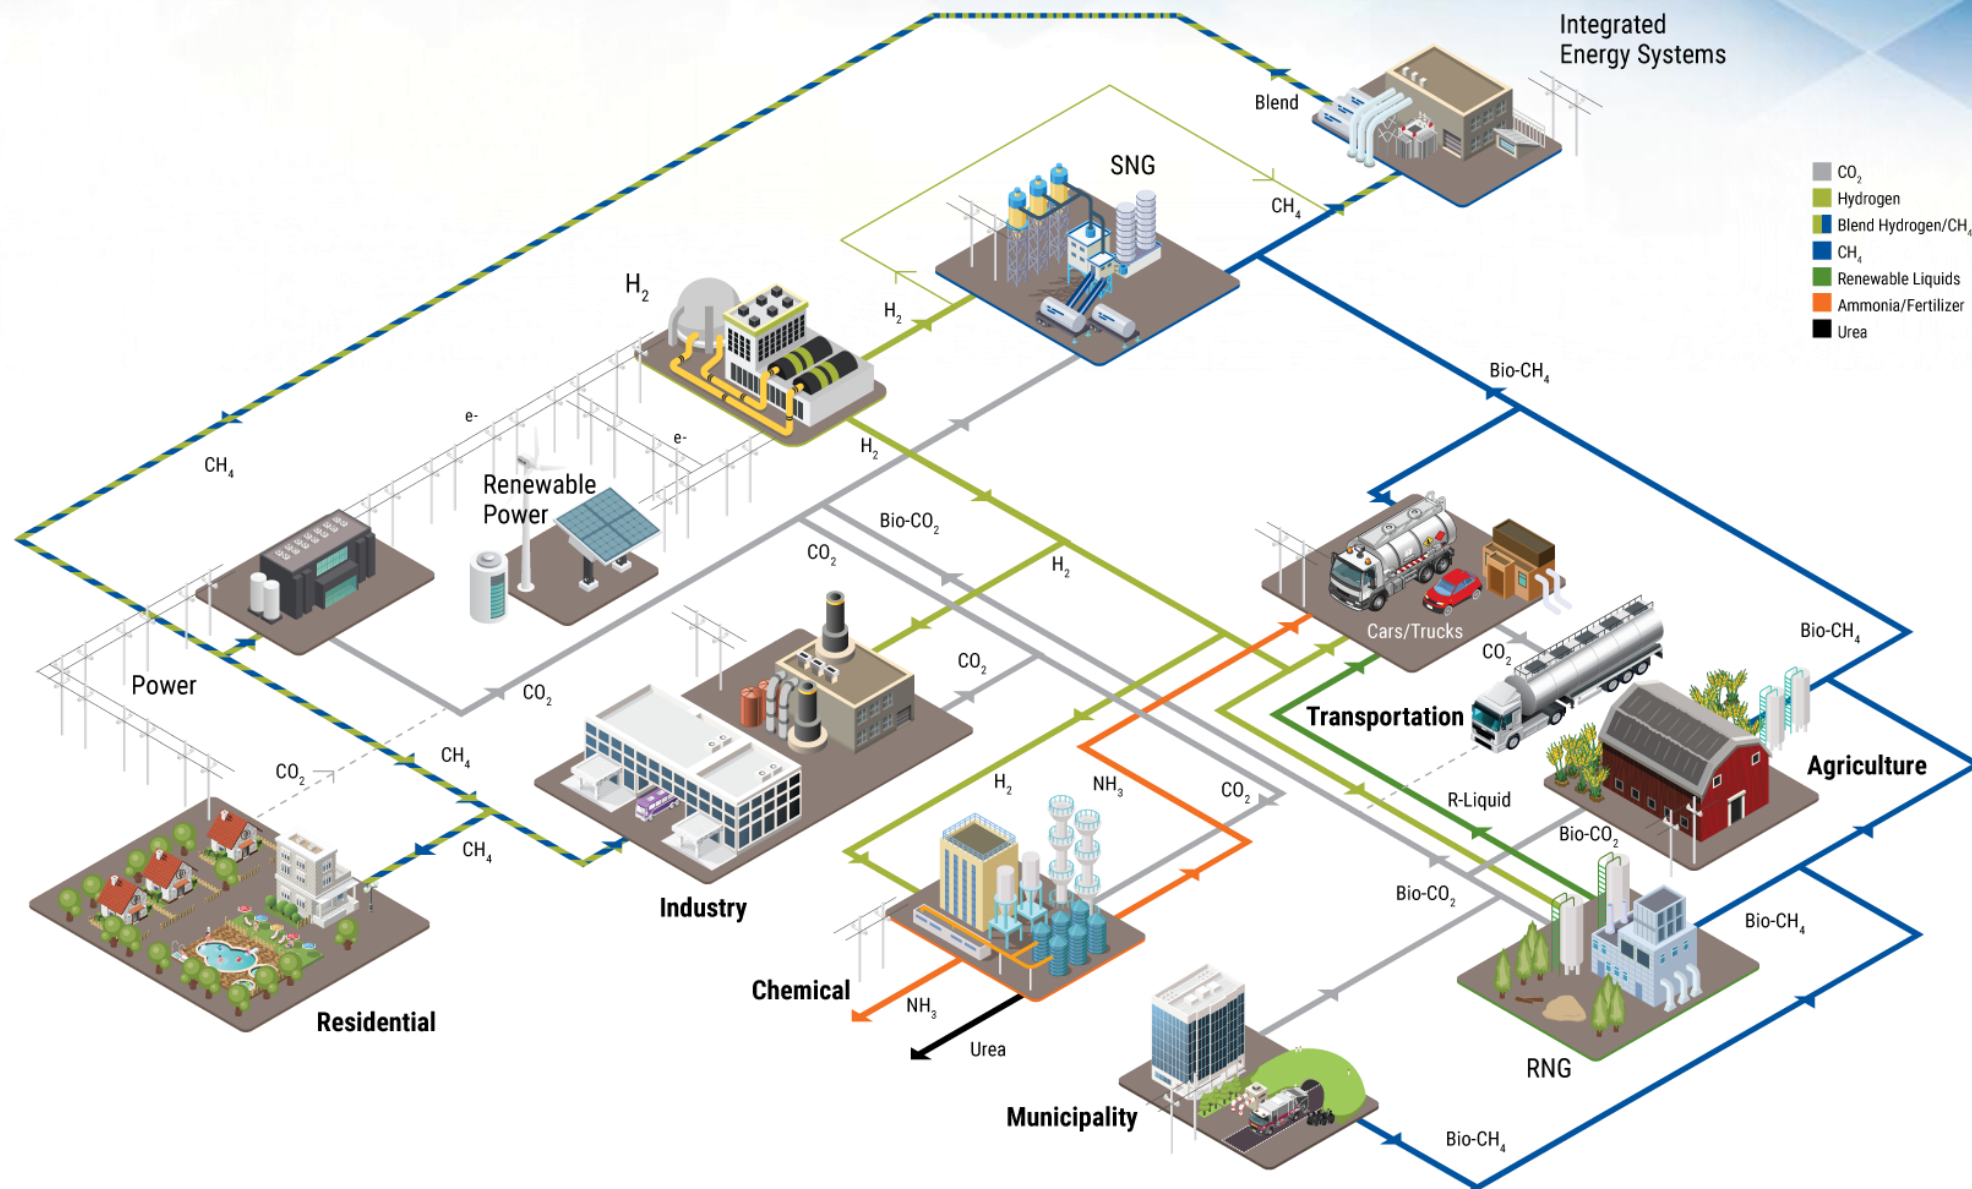 Integrated
Energy Systems
Blend
SNG
CO₂
Hydrogen
Blend Hydrogen/CH₄
CH₄
Renewable Liquids
Ammonia/Fertilizer
Urea
CH₄
H₂
H₂
Bio-CH₄
e-
e-
H₂
CH₄
Renewable
Power
Bio-CO₂
CO₂
H₂
Cars/Trucks
Bio-CH₄
CO₂
CO₂
Power
CO₂
Transportation
CH₄
Agriculture
CO₂
H₂
NH₃
CO₂
R-Liquid
Bio-CO₂
CH₄
Bio-CO₂
Industry
Bio-CH₄
Chemical
NH₃
Residential
Urea
RNG
Municipality
Bio-CH₄